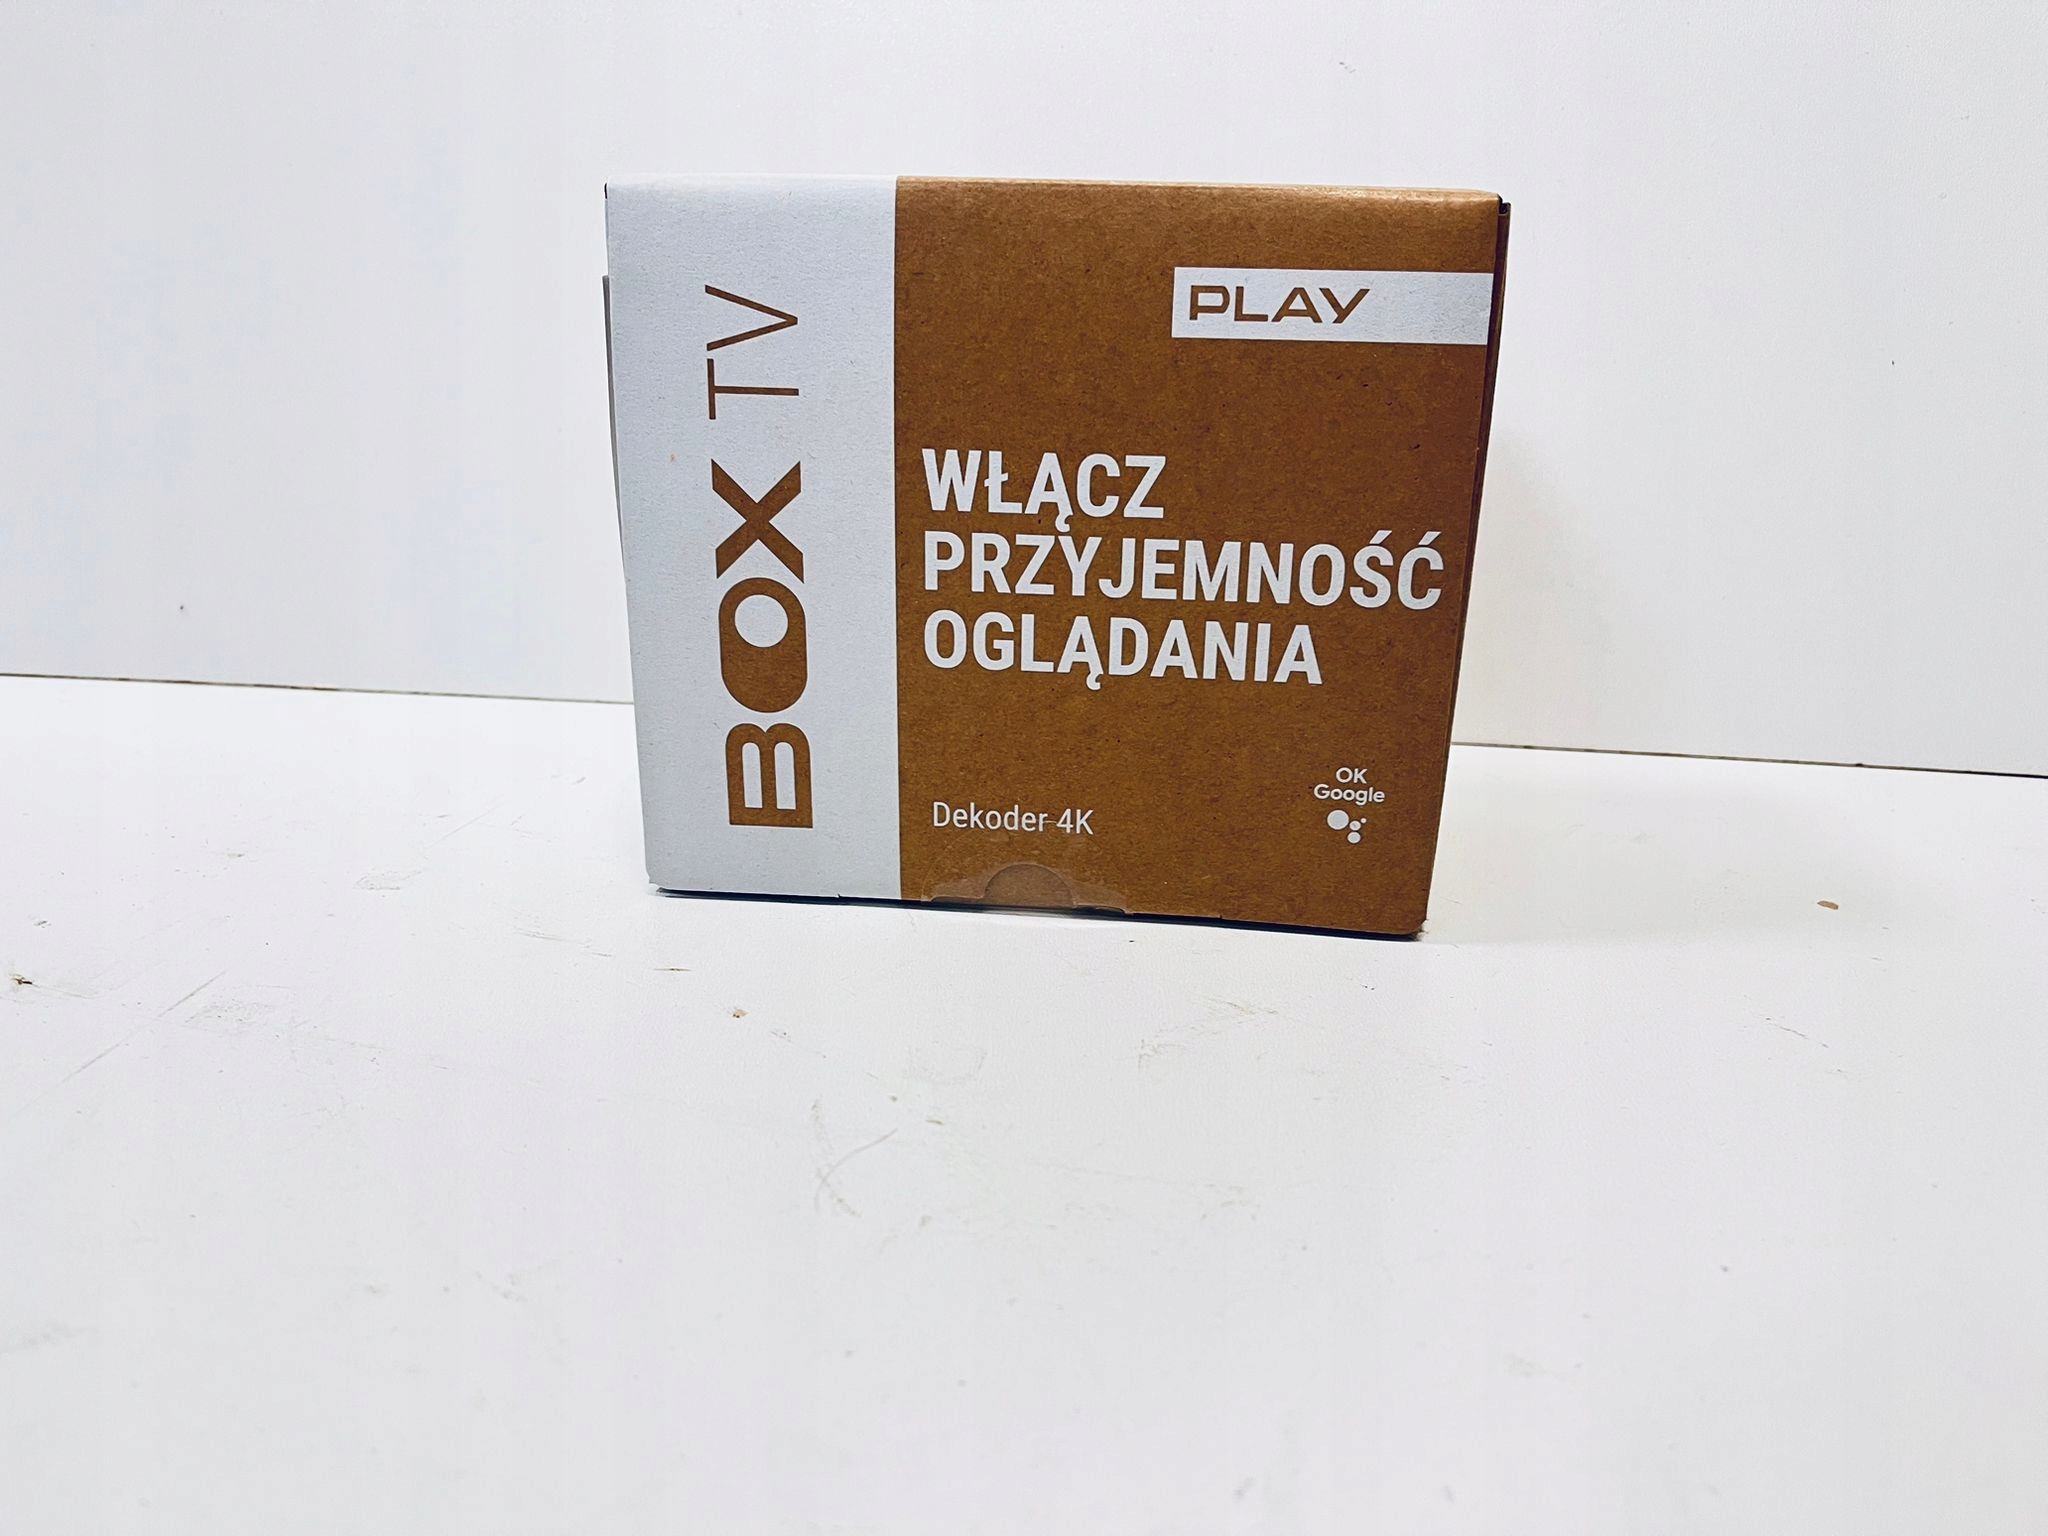 BOX TV
PLAY
WŁĄCZ
PRZYJEMNOŚĆ
OGLĄDANIA
Dekoder 4K
OK
Google